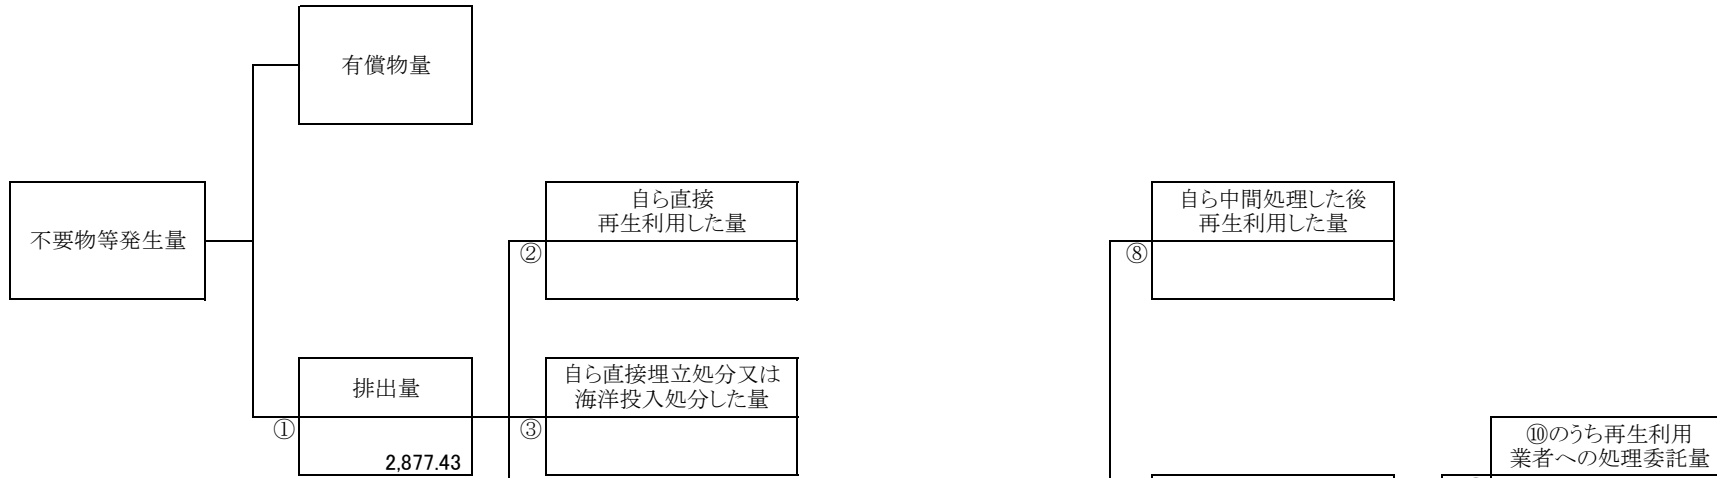 有償物量
不要物等発生量
自ら直接
再生利用した量
②
自ら中間処理した後
再生利用した量
⑧
排出量
①
2,877.43
自ら直接埋立処分又は
海洋投入処分した量
③
⑩のうち再生利用
業者への処理委託量